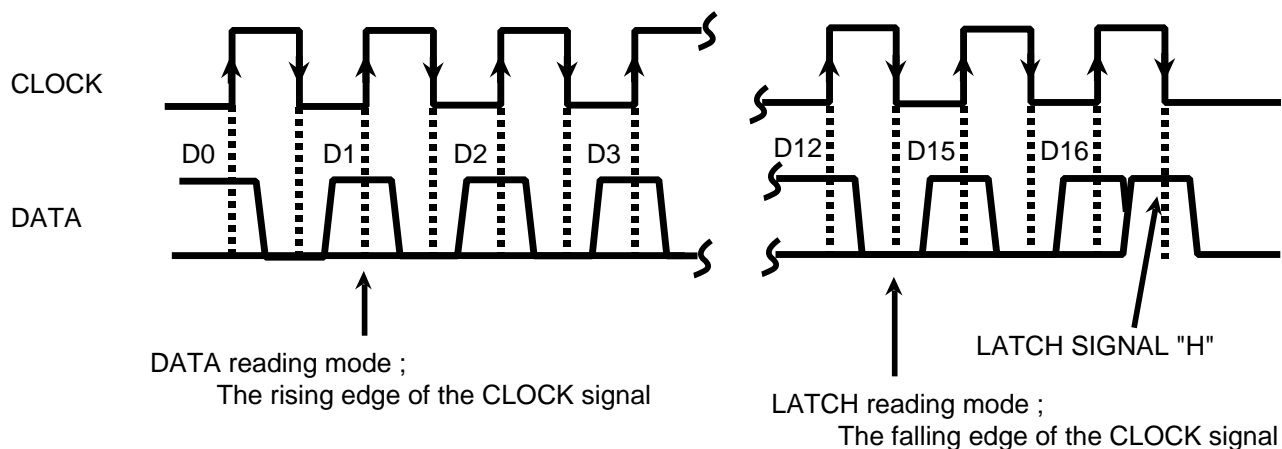 CLOCK
D0
D1
D2
D3
D12
D15
D16
DATA
DATA reading mode ;
The rising edge of the CLOCK signal
LATCH SIGNAL "H"
LATCH reading mode ;
The falling edge of the CLOCK signal